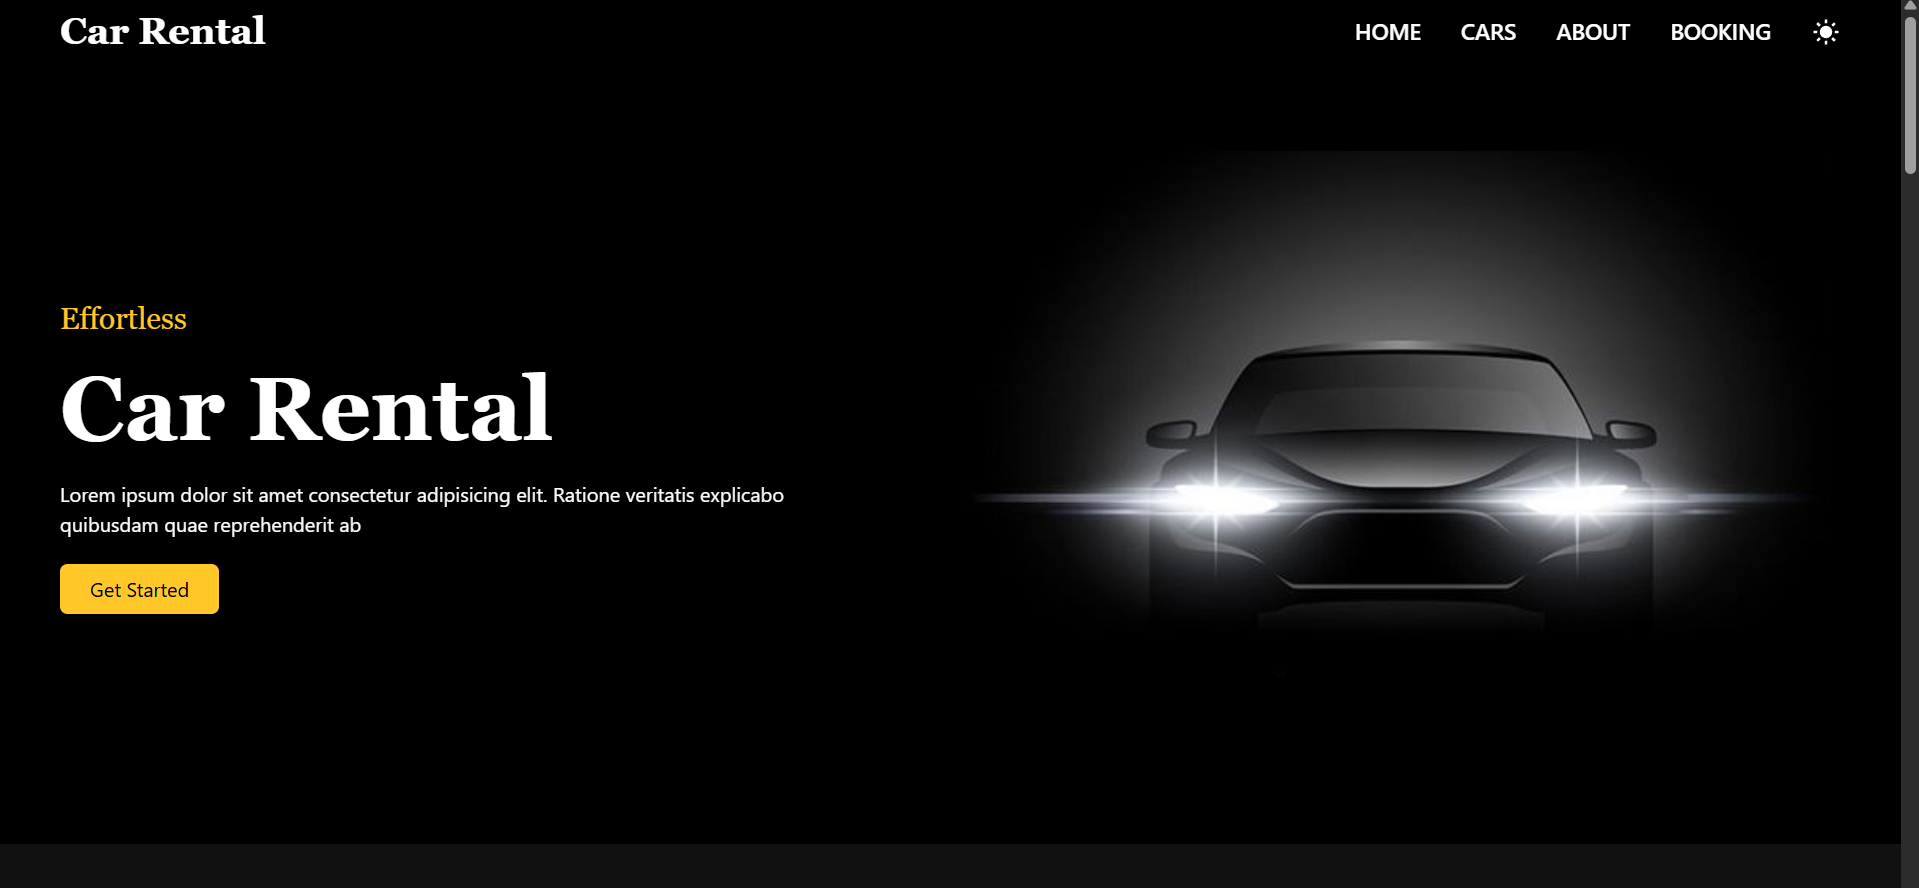 Car Rental
HOME CARS ABOUT BOOKING
Effortless
Car Rental
Lorem ipsum dolor sit amet consectetur adipisicing elit. Ratione veritatis explicabo
quibusdam quae reprehenderit ab
Get Started